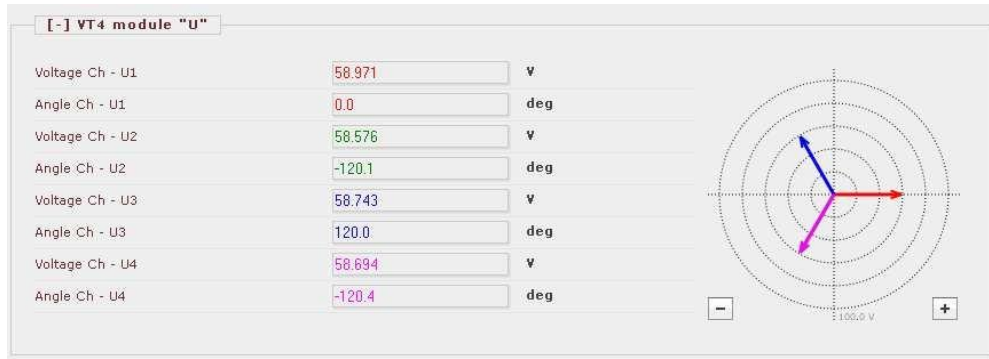 [-] VT4 module "U"
Voltage Ch - U1 58.971 V
Angle Ch - U1 0.0 deg
Voltage Ch - U2 58.576 V
Angle Ch - U2 -120.1 deg
Voltage Ch - U3 58.743 V
Angle Ch - U3 120.0 deg
Voltage Ch - U4 58.694 V
Angle Ch - U4 -120.4 deg
- +
100.0 V